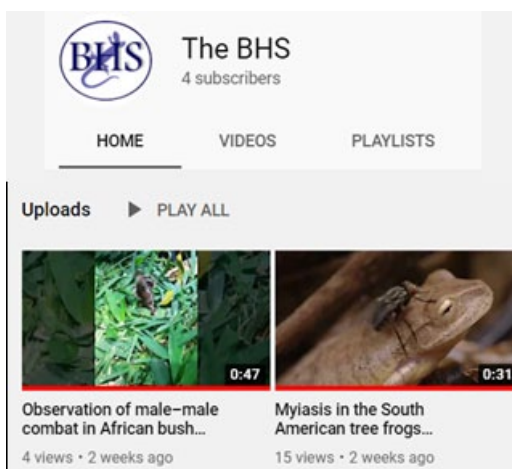 BHS
The BHS
4 subscribers
HOME VIDEOS PLAYLISTS
Uploads PLAY ALL
0:47
0:31
Observation of male–male
combat in African bush...
4 views • 2 weeks ago
Myiasis in the South
American tree frogs...
15 views • 2 weeks ago